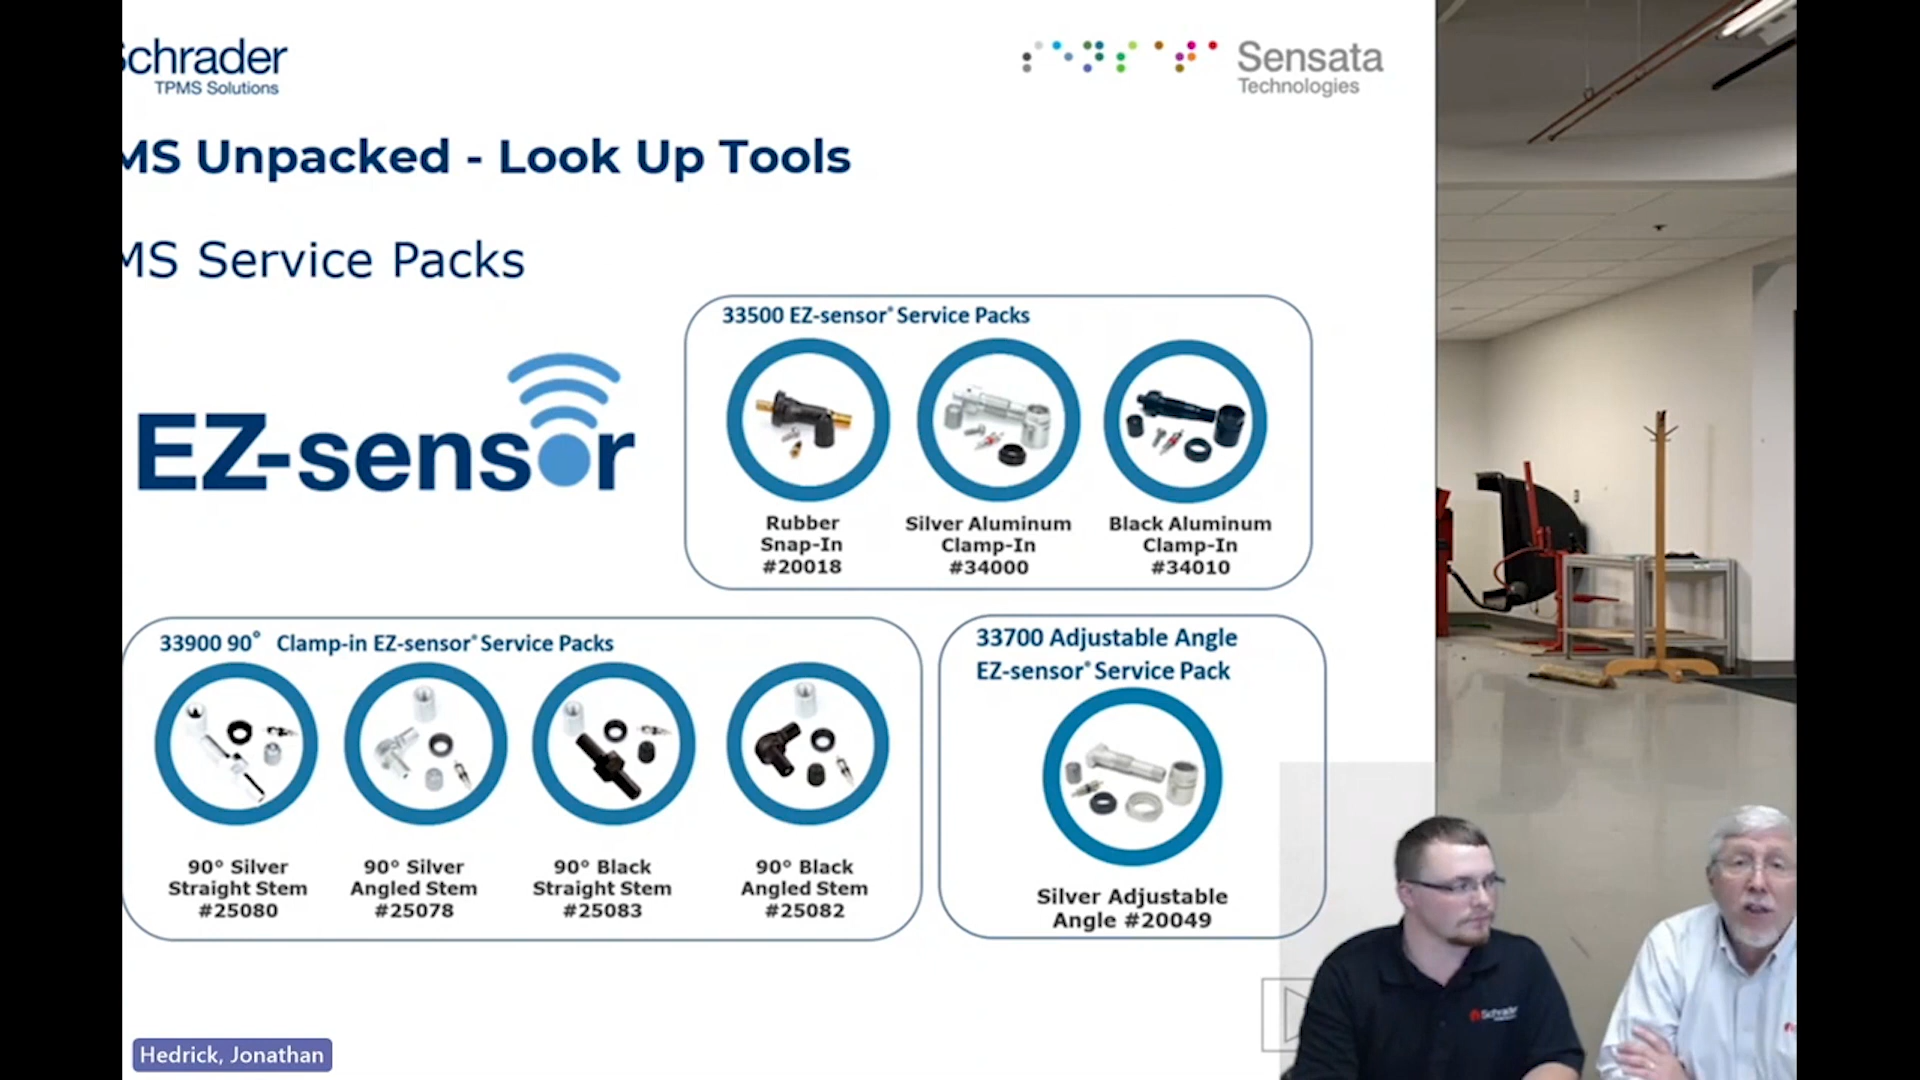 Schrader
TPMS Solutions
Sensata
Technologies
MS Unpacked - Look Up Tools
MS Service Packs
EZ-sensor
33500 EZ-sensor® Service Packs
Rubber
Snap-In
#20018
Silver Aluminum
Clamp-In
#34000
Black Aluminum
Clamp-In
#34010
33900 90° Clamp-in EZ-sensor® Service Packs
90° Silver
Straight Stem
#25080
90° Silver
Angled Stem
#25078
90° Black
Straight Stem
#25083
90° Black
Angled Stem
#25082
33700 Adjustable Angle
EZ-sensor® Service Pack
Silver Adjustable
Angle #20049
Schrader
Hedrick, Jonathan